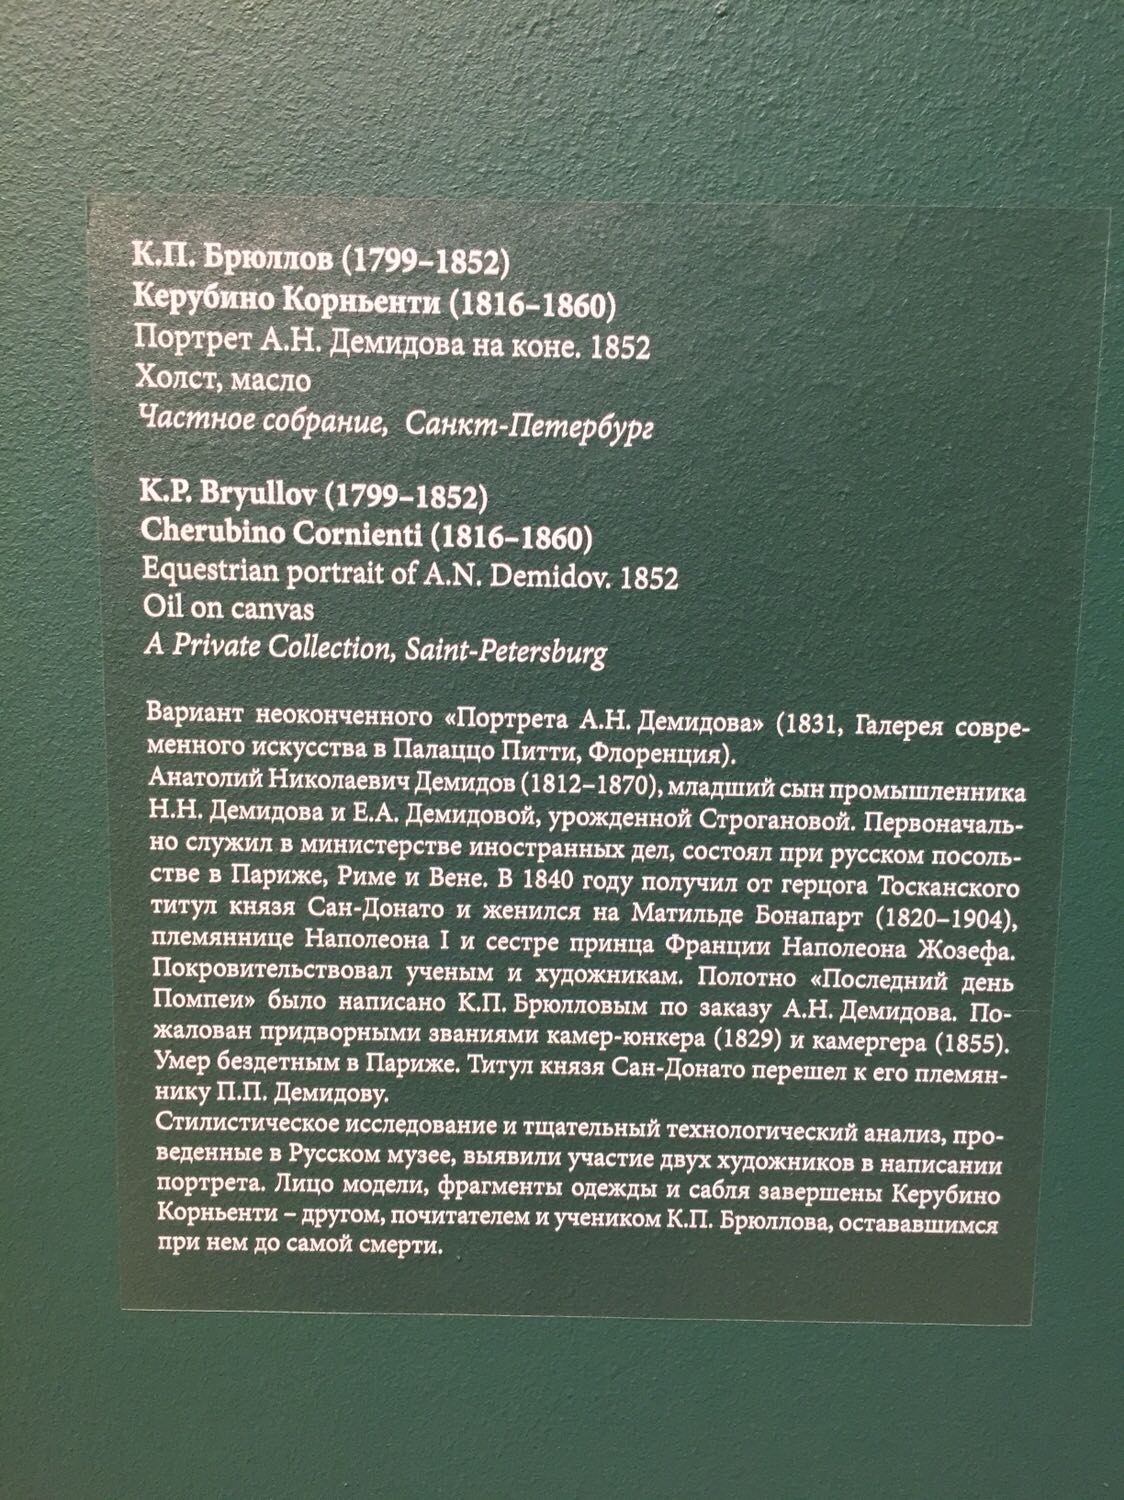 К.П. Брюллов (1799–1852)
Керубино Корньенти (1816–1860)
Портрет А.Н. Демидова на коне. 1852
Холст, масло
Частное собрание, Санкт-Петербург
K.P. Bryullov (1799–1852)
Cherubino Cornienti (1816–1860)
Equestrian portrait of A.N. Demidov. 1852
Oil on canvas
A Private Collection, Saint-Petersburg
Вариант неоконченного «Портрета А.Н. Демидова» (1831, Галерея совре-
менного искусства в Палаццо Питти, Флоренция).
Анатолий Николаевич Демидов (1812–1870), младший сын промышленника
Н.Н. Демидова и Е.А. Демидовой, урожденной Строгановой. Первоначаль-
но служил в министерстве иностранных дел, состоял при русском посоль-
стве в Париже, Риме и Вене. В 1840 году получил от герцога Тосканского
титул князя Сан-Донато и женился на Матильде Бонапарт (1820–1904),
племяннице Наполеона I и сестре принца Франции Наполеона Жозефа.
Покровительствовал ученым и художникам. Полотно «Последний день
Помпеи» было написано К.П. Брюлловым по заказу А.Н. Демидова. По-
жалован придворными званиями камер-юнкера (1829) и камергера (1855).
Умер бездетным в Париже. Титул князя Сан-Донато перешел к его племян-
нику П.П. Демидову.
Стилистическое исследование и тщательный технологический анализ, про-
веденные в Русском музее, выявили участие двух художников в написании
портрета. Лицо модели, фрагменты одежды и сабля завершены Керубино
Корньенти – другом, почитателем и учеником К.П. Брюллова, остававшимся
при нем до самой смерти.